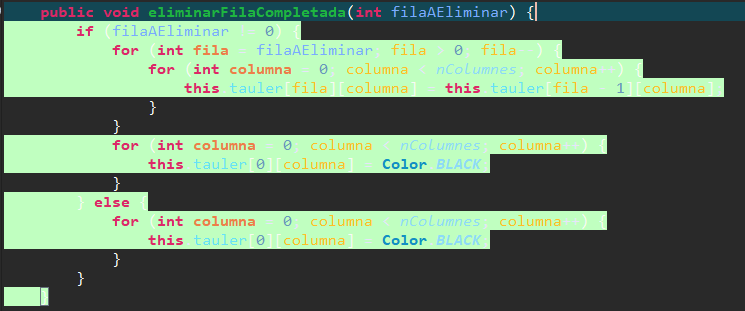 public void eliminarFilaCompletada(int filaAEliminar) {
if (filaAEliminar != 0) {
for (int fila = filaAEliminar; fila > 0; fila--) {
for (int columna = 0; columna < nColumnes; columna++) {
this.tauler[fila][columna] = this.tauler[fila - 1][columna];
}
}
for (int columna = 0; columna < nColumnes; columna++) {
this.tauler[0][columna] = Color.BLACK;
}
} else {
for (int columna = 0; columna < nColumnes; columna++) {
this.tauler[0][columna] = Color.BLACK;
}
}
}